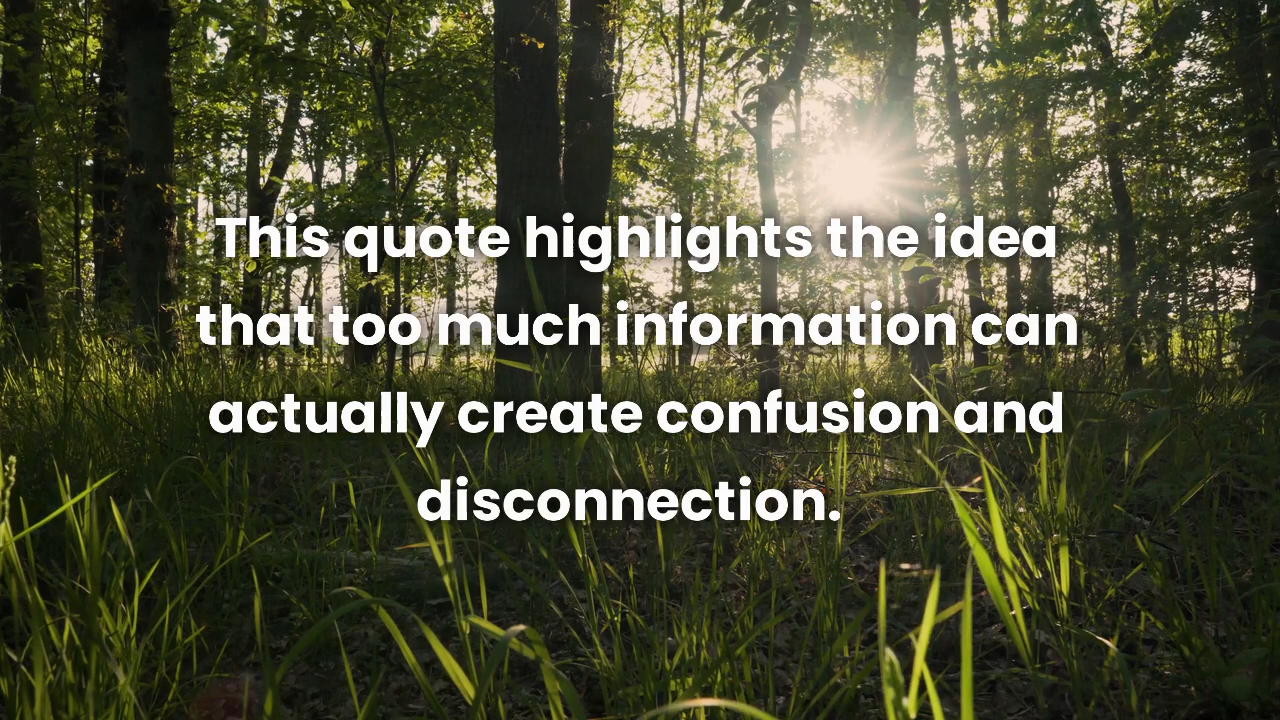 This quote highlights the idea
that too much information can
actually create confusion and
disconnection.